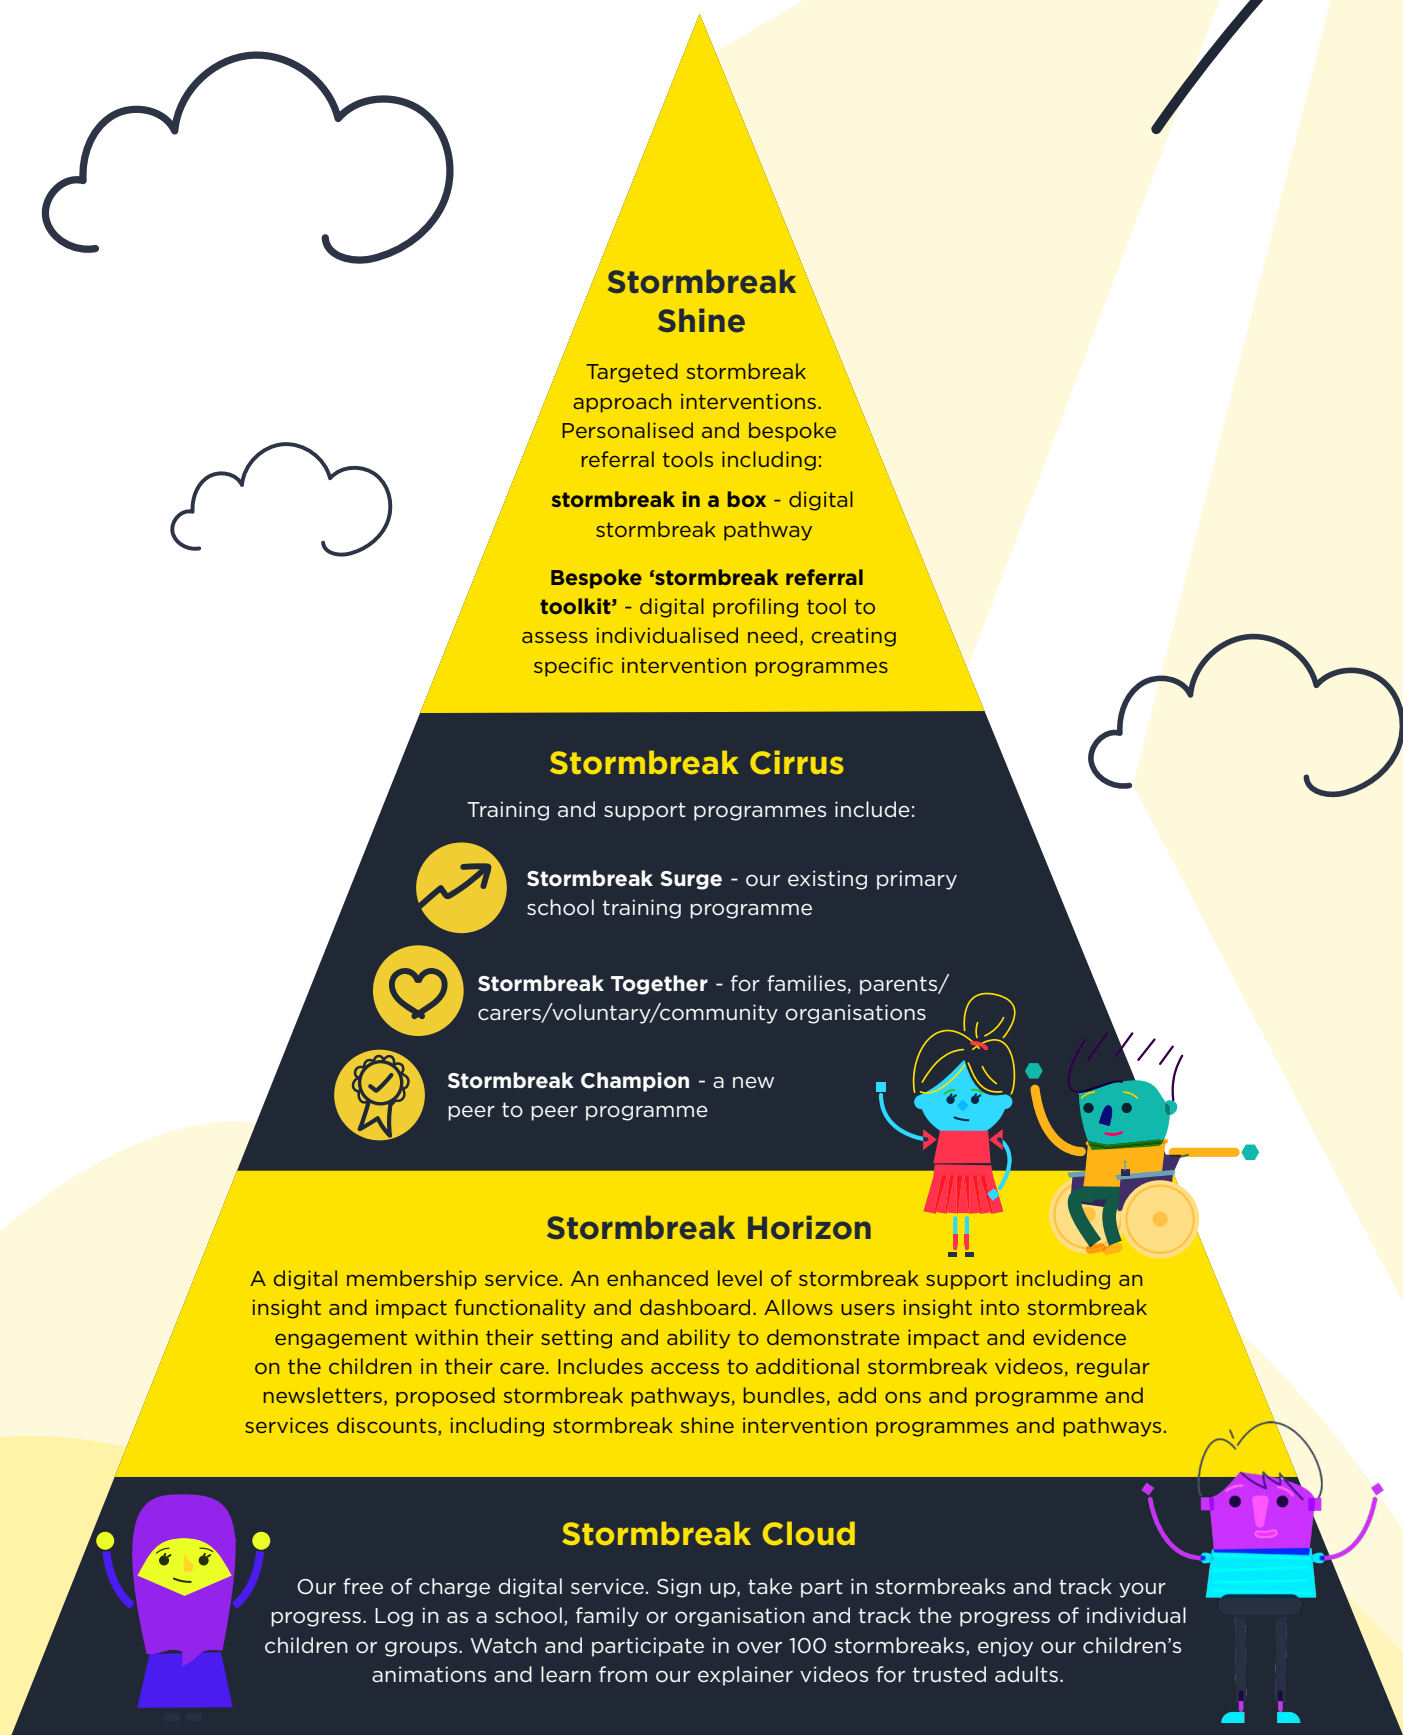 Stormbreak
Shine
Targeted stormbreak
approach interventions.
Personalised and bespoke
referral tools including:
stormbreak in a box - digital
stormbreak pathway
Bespoke ‘stormbreak referral
toolkit’ - digital profiling tool to
assess individualised need, creating
specific intervention programmes
Stormbreak Cirrus
Training and support programmes include:
Stormbreak Surge - our existing primary
school training programme
Stormbreak Together - for families, parents/
carers/voluntary/community organisations
Stormbreak Champion - a new
peer to peer programme
Stormbreak Horizon
A digital membership service. An enhanced level of stormbreak support including an
insight and impact functionality and dashboard. Allows users insight into stormbreak
engagement within their setting and ability to demonstrate impact and evidence
on the children in their care. Includes access to additional stormbreak videos, regular
newsletters, proposed stormbreak pathways, bundles, add ons and programme and
services discounts, including stormbreak shine intervention programmes and pathways.
Stormbreak Cloud
Our free of charge digital service. Sign up, take part in stormbreaks and track your
progress. Log in as a school, family or organisation and track the progress of individual
children or groups. Watch and participate in over 100 stormbreaks, enjoy our children’s
animations and learn from our explainer videos for trusted adults.